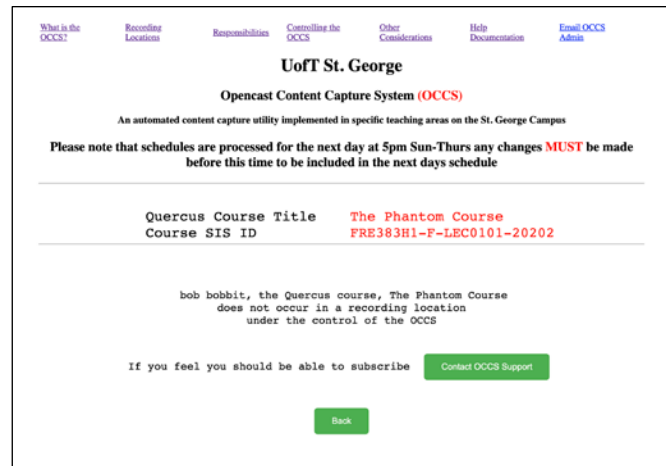 What is the OCCS?
Recording Locations
Responsibilities
Controlling the OCCS
Other Considerations
Help Documentation
Email OCCS Admin
UofT St. George
Opencast Content Capture System (OCCS)
An automated content capture utility implemented in specific teaching areas on the St. George Campus
Please note that schedules are processed for the next day at 5pm Sun-Thurs any changes MUST be made
before this time to be included in the next days schedule
Quercus Course Title The Phantom Course
Course SIS ID FRE383H1-F-LEC0101-20202
bob bobbit, the Quercus course, The Phantom Course
does not occur in a recording location
under the control of the OCCS
If you feel you should be able to subscribe Contact OCCS Support
Back